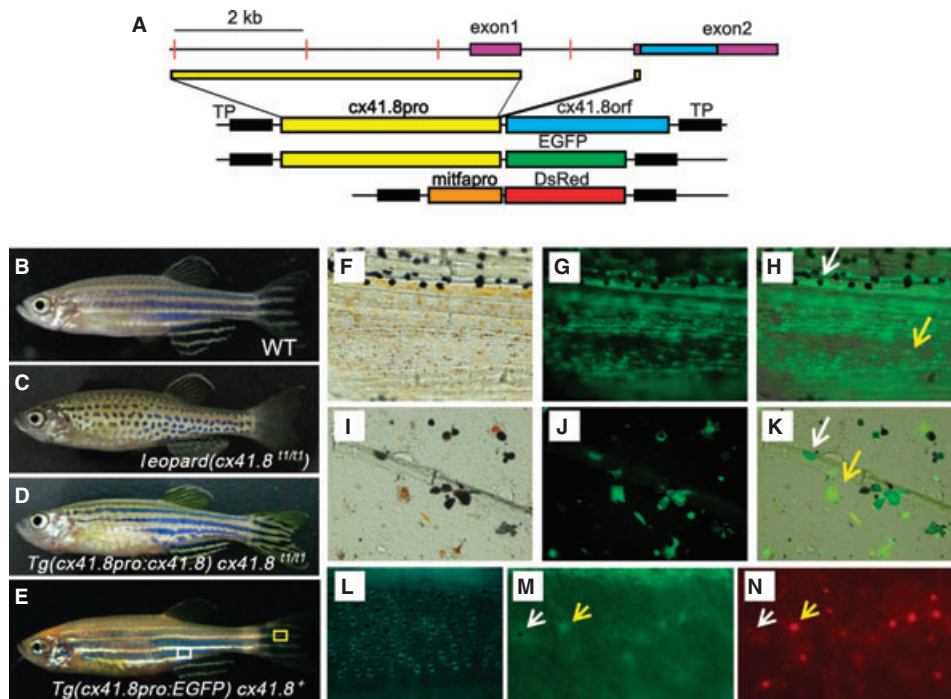 A
2 kb
exon1
exon2
TP
cx41.8pro
cx41.8orf
TP
EGFP
mitfapro
DsRed
B
WT
C
leopard(cx41.8 t1/t1)
D
Tg(cx41.8pro:cx41.8) cx41.8 t1/t1
E
Tg(cx41.8pro:EGFP) cx41.8 +
F
G
H
I
J
K
L
M
N